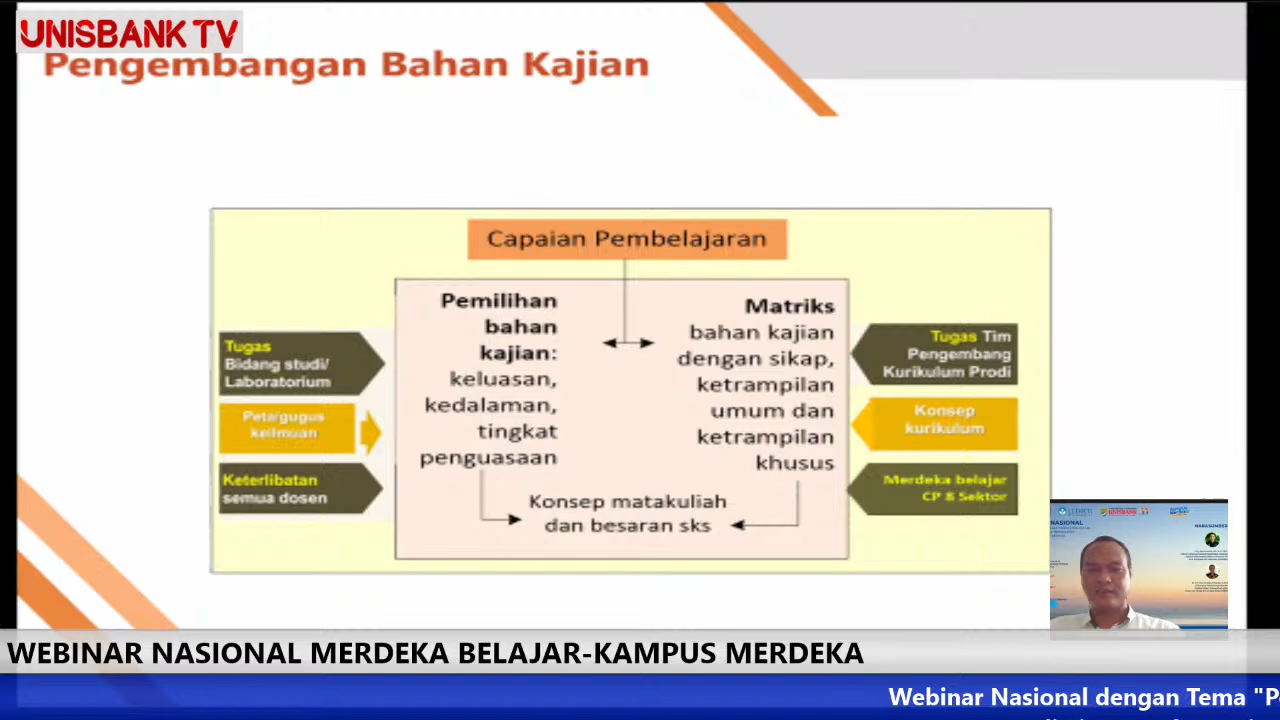 UNISBANK TV
Pengembangan Bahan Kajian
Capaian Pembelajaran
Pemilihan
bahan
kajian:
keluasan,
kedalaman,
tingkat
penguasaan
Matriks
bahan kajian
dengan sikap,
ketrampilan
umum dan
ketrampilan
khusus
Konsep matakuliah
dan besaran sks
Tugas
Bidang studi/
Laboratorium
Peta/gugus
keilmuan
Keterlibatan
semua dosen
Tugas Tim
Pengembang
Kurikulum Prodi
Konsep
kurikulum
Merdeka belajar
CP 8 Sektor
NASIONAL
NARASUMBER
WEBINAR NASIONAL MERDEKA BELAJAR-KAMPUS MERDEKA
Webinar Nasional dengan Tema "P